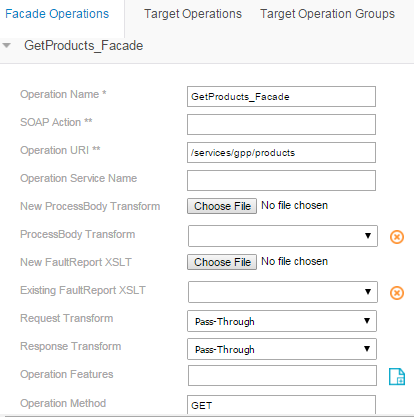 Facade Operations Target Operations Target Operation Groups
GetProducts_Facade
Operation Name * GetProducts_Facade
SOAP Action **
Operation URI ** /services/gpp/products
Operation Service Name
New ProcessBody Transform Choose File No file chosen
ProcessBody Transform
New FaultReport XSLT Choose File No file chosen
Existing FaultReport XSLT
Request Transform Pass-Through
Response Transform Pass-Through
Operation Features
Operation Method GET